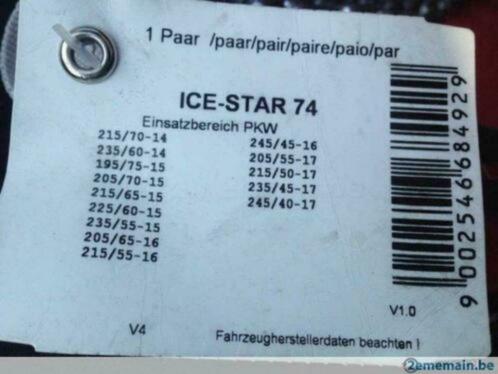 1 Paar /paar/pair/paire/paio/par
ICE-STAR 74
Einsatzbereich PKW
215/70-14
235/60-14
195/75-15
205/70-15
215/65-15
225/60-15
235/55-15
205/65-16
215/55-16
245/45-16
205/55-17
215/50-17
235/45-17
245/40-17
9 002546 684929
V1.0
V4
Fahrzeugherstellerdaten beachten !
2ememain.be